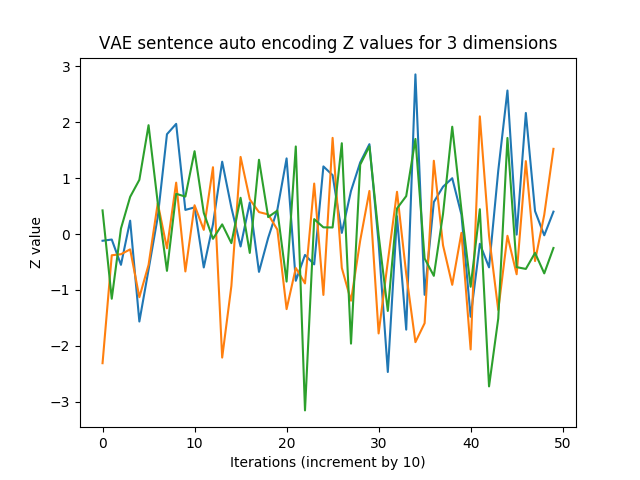 VAE sentence auto encoding Z values for 3 dimensions
3
2
1
0
−1
−2
−3
Z value
0 10 20 30 40 50
Iterations (increment by 10)